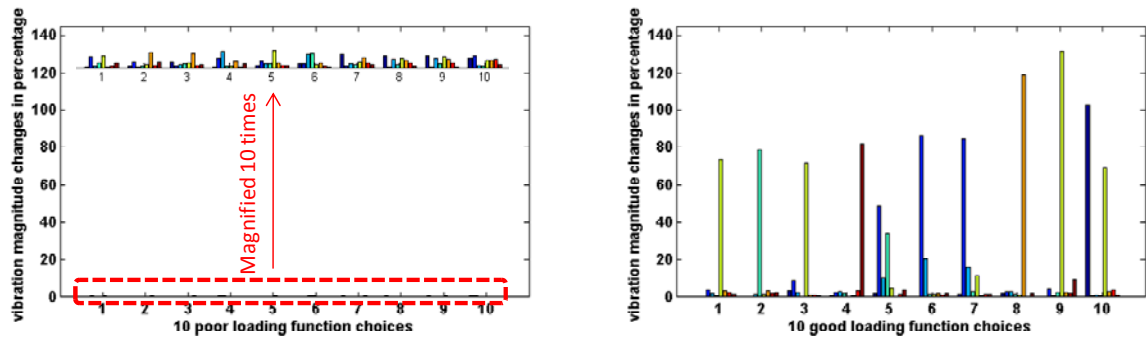 vibration magnitude changes in percentage
140
120
100
80
60
40
20
0
1 2 3 4 5 6 7 8 9 10
Magnified 10 times
1 2 3 4 5 6 7 8 9 10
10 poor loading function choices
vibration magnitude changes in percentage
140
120
100
80
60
40
20
0
1 2 3 4 5 6 7 8 9 10
10 good loading function choices